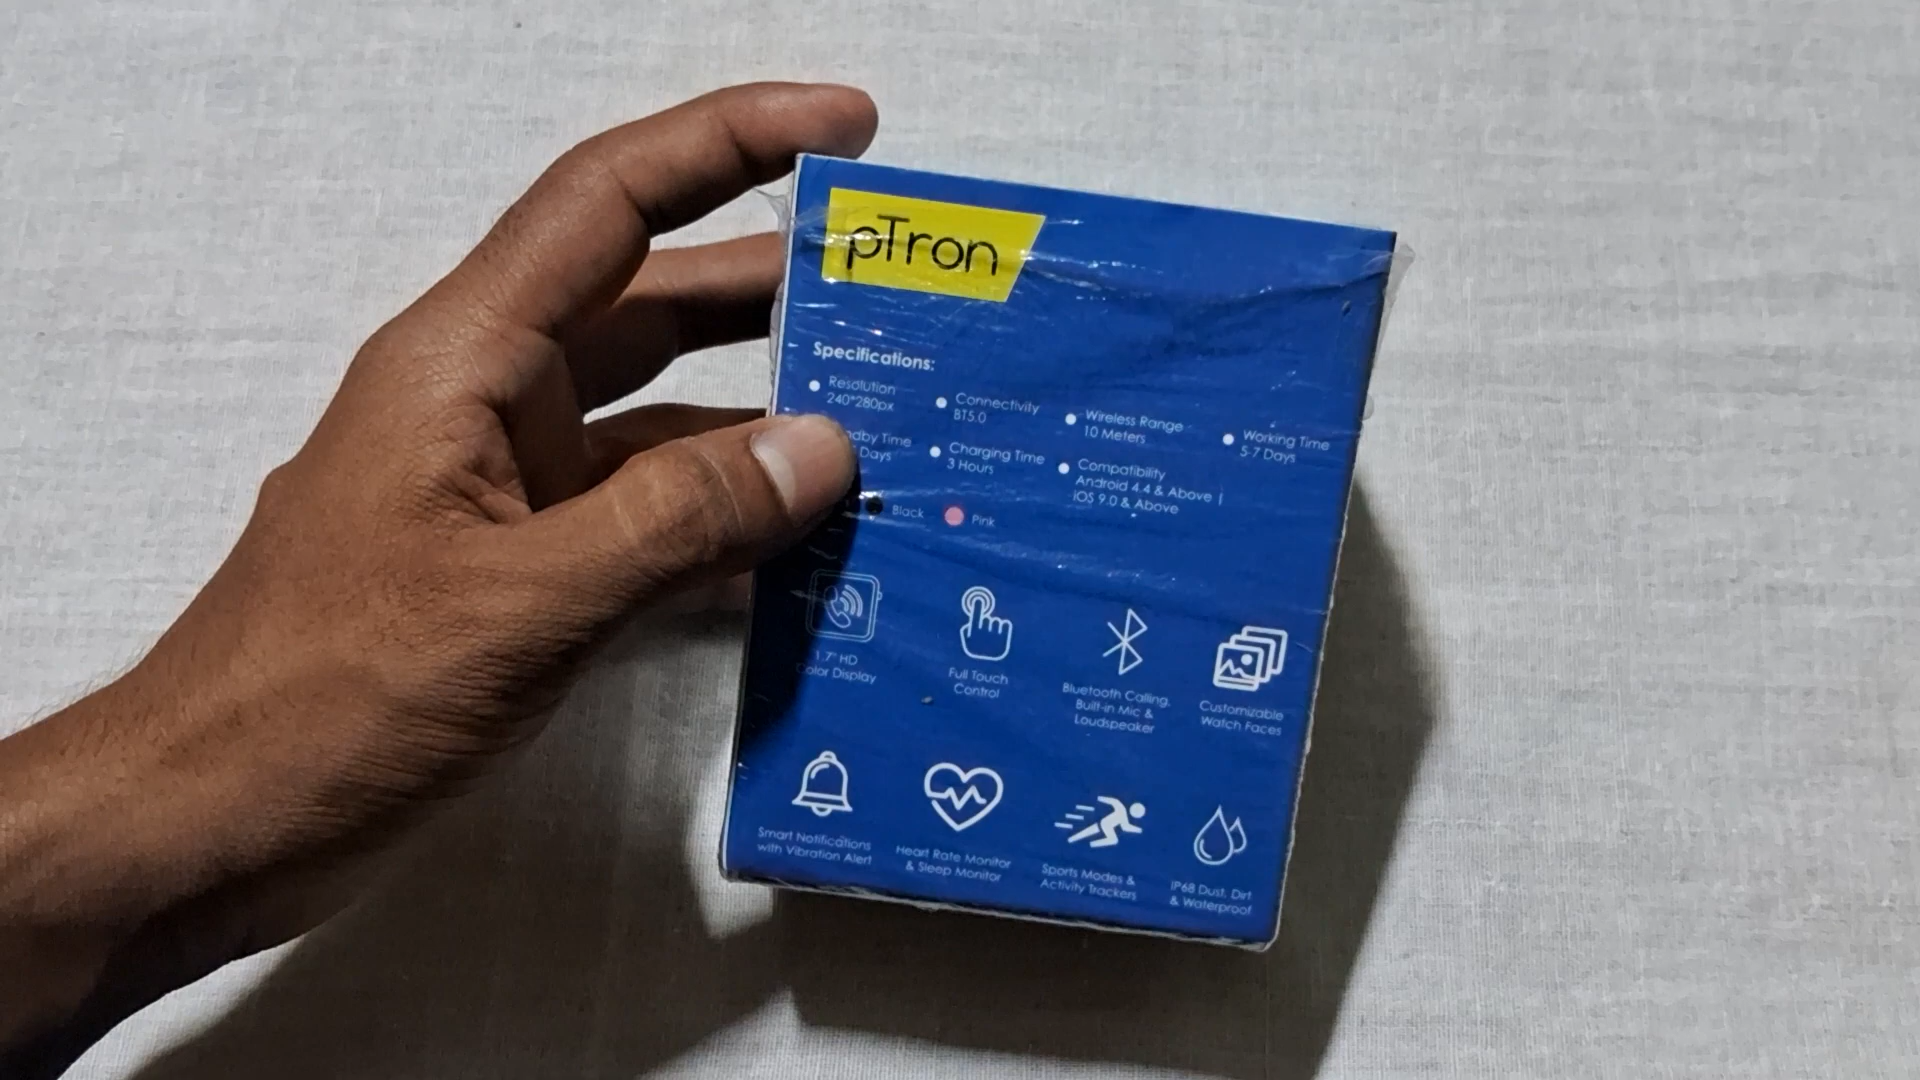 pTron
Specifications:
Resolution
240*280px
Connectivity
BT5.0
Wireless Range
10 Meters
Working Time
5-7 Days
Time
Days
Charging Time
3 Hours
Compatibility
Android 4.4 & Above |
iOS 9.0 & Above
Black
Pink
1.7" HD
Color Display
Full Touch
Control
Bluetooth Calling,
Built-in Mic &
Loudspeaker
Customizable
Watch Faces
Smart Notifications
with Vibration Alert
Heart Rate Monitor
& Sleep Monitor
Sports Modes &
Activity Trackers
IP68 Dust, Dirt
& Waterproof